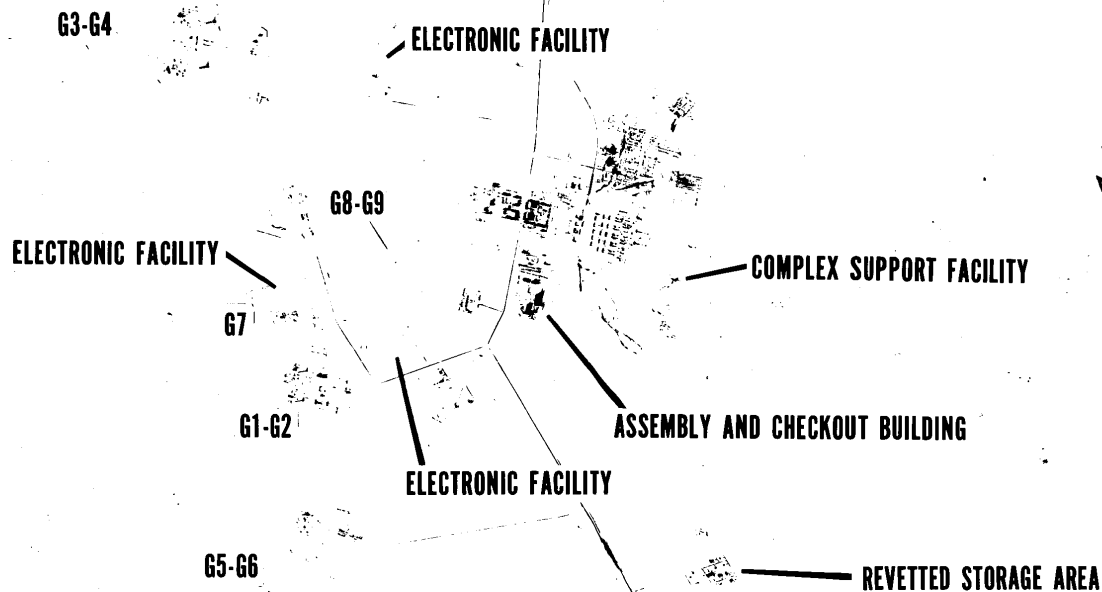 G3-G4
ELECTRONIC FACILITY
G8-G9
ELECTRONIC FACILITY
COMPLEX SUPPORT FACILITY
G7
G1-G2
ASSEMBLY AND CHECKOUT BUILDING
ELECTRONIC FACILITY
G5-G6
REVETTED STORAGE AREA